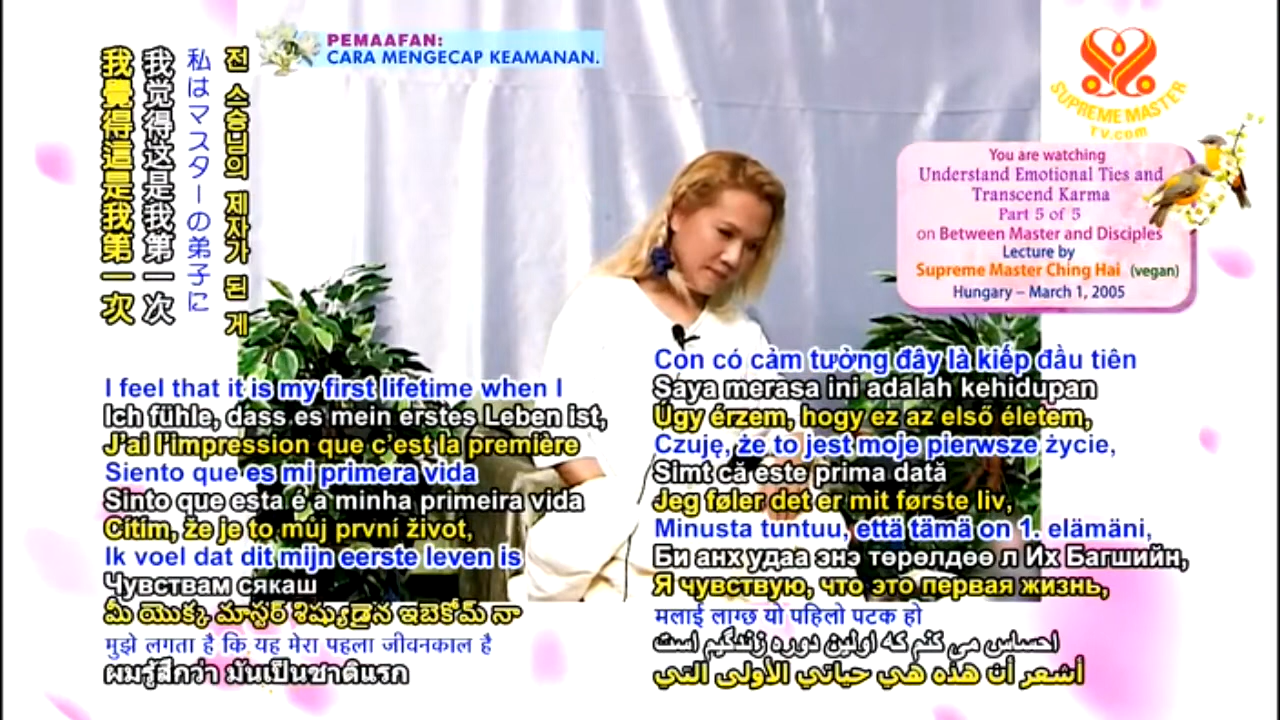 PEMAAFAN:
CARA MENGECAP KEAMANAN.
SUPREME MASTER
TV.com
You are watching
Understand Emotional Ties and
Transcend Karma
Part 5 of 5
on Between Master and Disciples
Lecture by
Supreme Master Ching Hai (vegan)
Hungary – March 1, 2005
전 스승님의 제자가 된 게
私はマスターの弟子に
我觉得这是我第一次
我覺得這是我第一次
I feel that it is my first lifetime when I
Ich fühle, dass es mein erstes Leben ist,
J'ai l'impression que c'est la première
Siento que es mi primera vida
Sinto que esta é a minha primeira vida
Cítím, že je to můj první život,
Ik voel dat dit mijn eerste leven is
Чувствам сякаш
మీ యొక్క మాస్టర్ శిష్యుడైన ఇబెకోమ్ నా
मुझे लगता है कि यह मेरा पहला जीवनकाल है
ผมรู้สึกว่า มันเป็นชาติแรก
Con có cảm tưởng đây là kiếp đầu tiên
Saya merasa ini adalah kehidupan
Úgy érzem, hogy ez az első életem,
Czuję, że to jest moje pierwsze życie,
Simt că este prima dată
Jeg føler det er mit første liv,
Minusta tuntuu, että tämä on 1. elämäni,
Би анх удаа энэ төрөлдөө л Их Багшийн,
Я чувствую, что это первая жизнь,
मलाई लाग्छ यो पहिलो पटक हो
احساس می کنم که اولین دوره زندگیم است
أشعر أن هذه هي حياتي الأولى التي